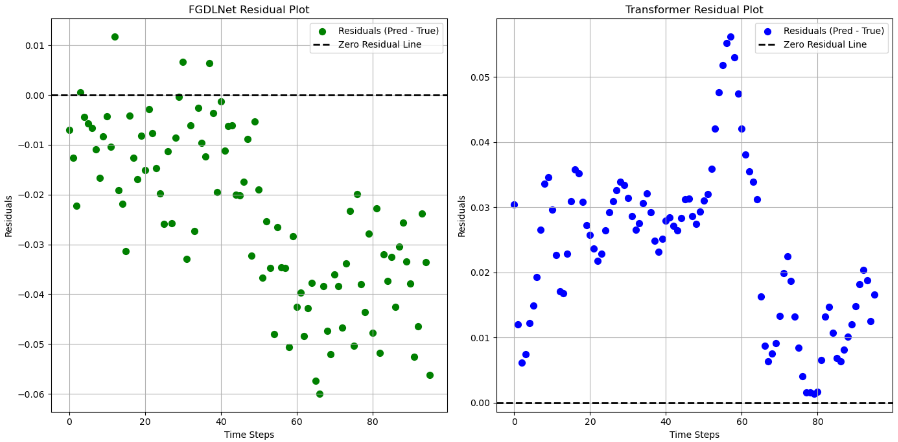 FGDLNet Residual Plot
Residuals (Pred - True)
Zero Residual Line
0.01
0.00
−0.01
−0.02
−0.03
−0.04
−0.05
−0.06
Residuals
0 20 40 60 80
Time Steps
Transformer Residual Plot
Residuals (Pred - True)
Zero Residual Line
0.05
0.04
0.03
0.02
0.01
0.00
Residuals
0 20 40 60 80
Time Steps